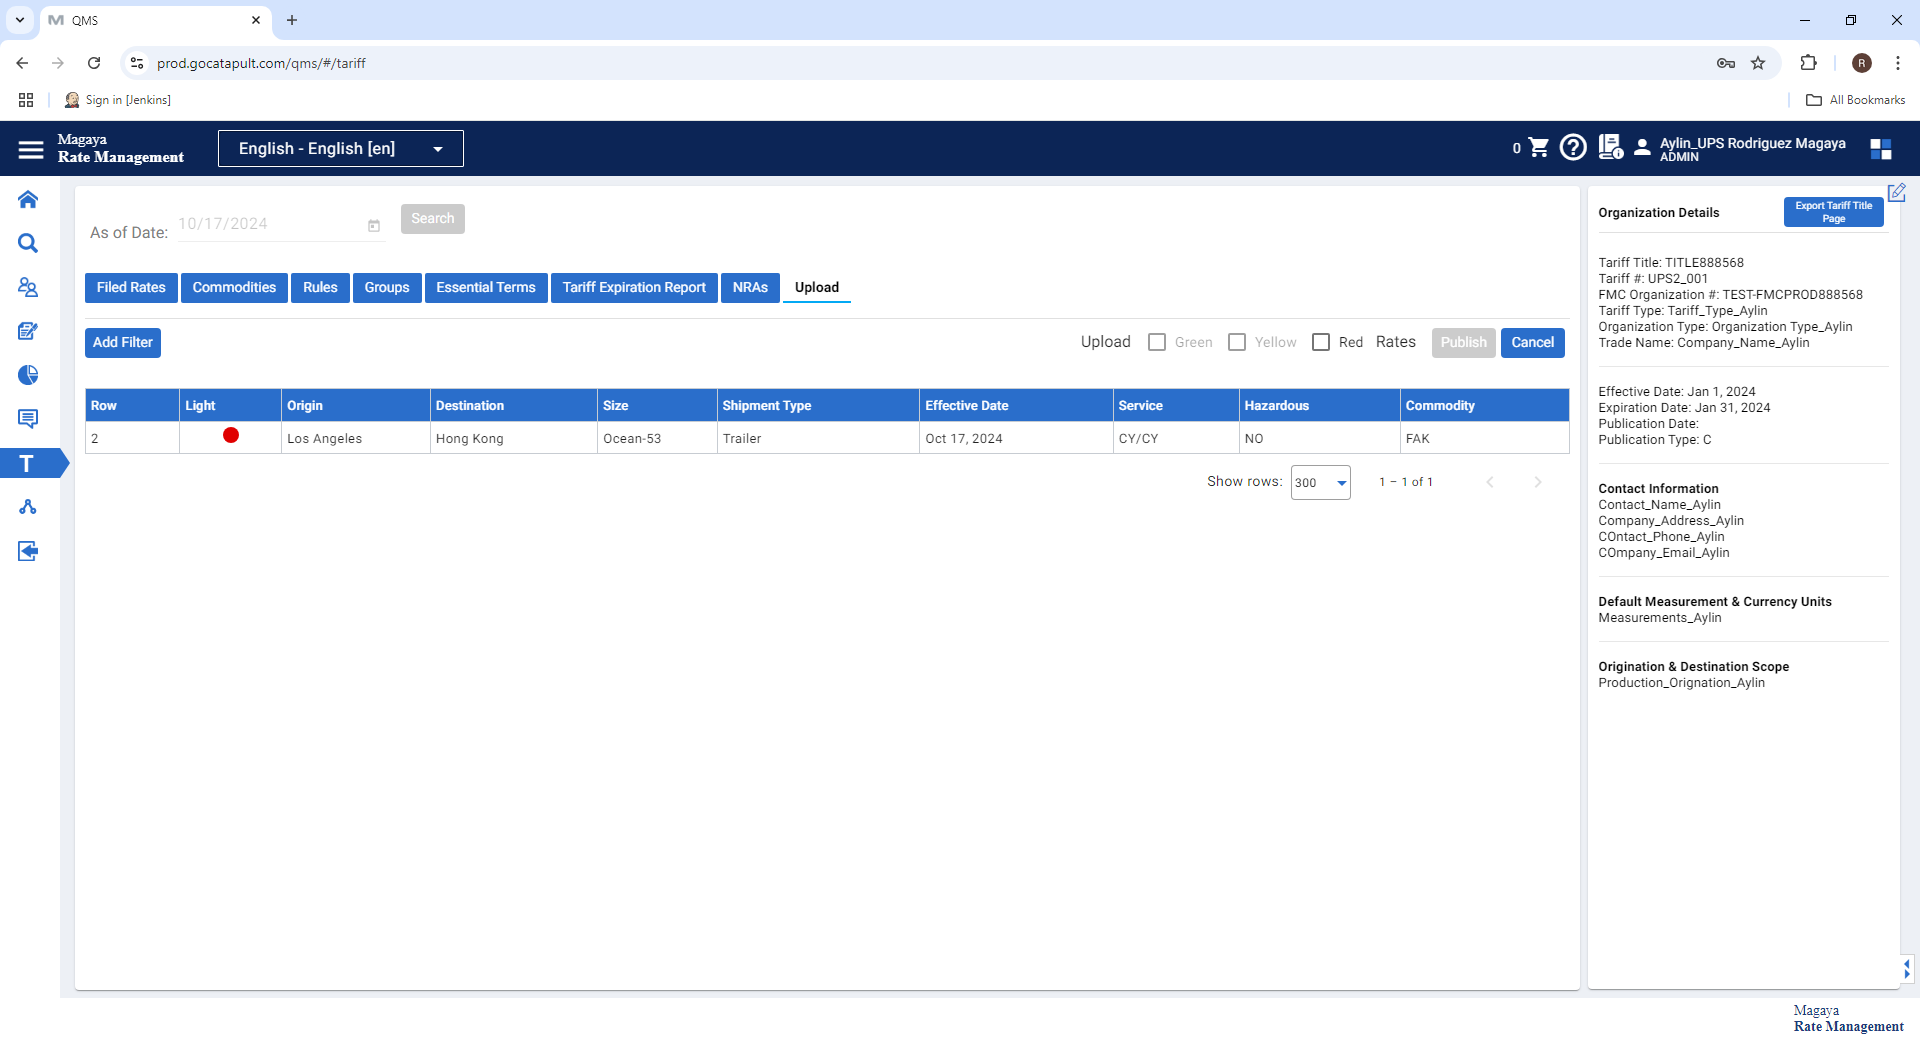 QMS
prod.gocatapult.com/qms/#/tariff
R
Sign in [Jenkins]
All Bookmarks
Magaya
Rate Management
English - English [en]
0
Aylin_UPS Rodriguez Magaya
ADMIN
As of Date:
10/17/2024
Search
Filed Rates
Commodities
Rules
Groups
Essential Terms
Tariff Expiration Report
NRAs
Upload
Add Filter
Upload
Green
Yellow
Red
Rates
Publish
Cancel
Row Light Origin Destination Size Shipment Type Effective Date Service Hazardous Commodity
2 Los Angeles Hong Kong Ocean-53 Trailer Oct 17, 2024 CY/CY NO FAK
Show rows: 300 1 – 1 of 1
T
Organization Details
Export Tariff Title
Page
Tariff Title: TITLE888568
Tariff #: UPS2_001
FMC Organization #: TEST-FMCPROD888568
Tariff Type: Tariff_Type_Aylin
Organization Type: Organization Type_Aylin
Trade Name: Company_Name_Aylin
Effective Date: Jan 1, 2024
Expiration Date: Jan 31, 2024
Publication Date:
Publication Type: C
Contact Information
Contact_Name_Aylin
Company_Address_Aylin
COntact_Phone_Aylin
COmpany_Email_Aylin
Default Measurement & Currency Units
Measurements_Aylin
Origination & Destination Scope
Production_Orignation_Aylin
Magaya
Rate Management